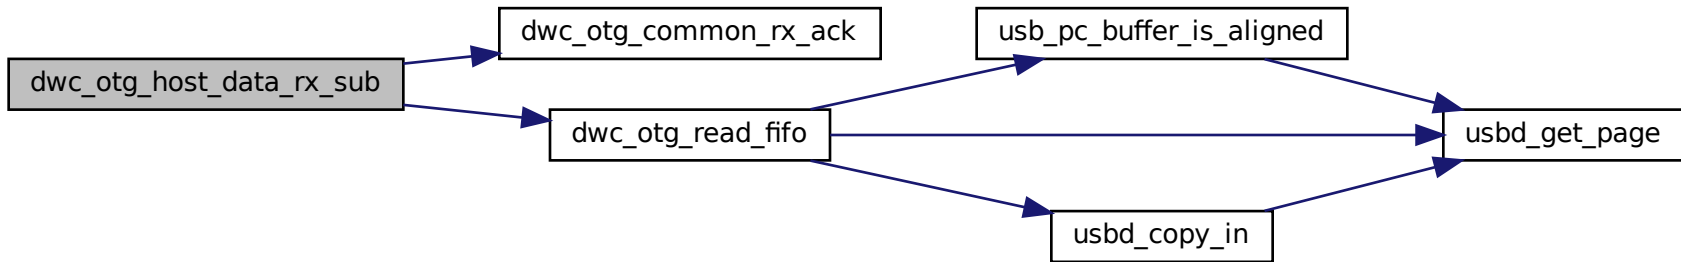 dwc_otg_host_data_rx_sub
dwc_otg_common_rx_ack
dwc_otg_read_fifo
usb_pc_buffer_is_aligned
usbd_get_page
usbd_copy_in